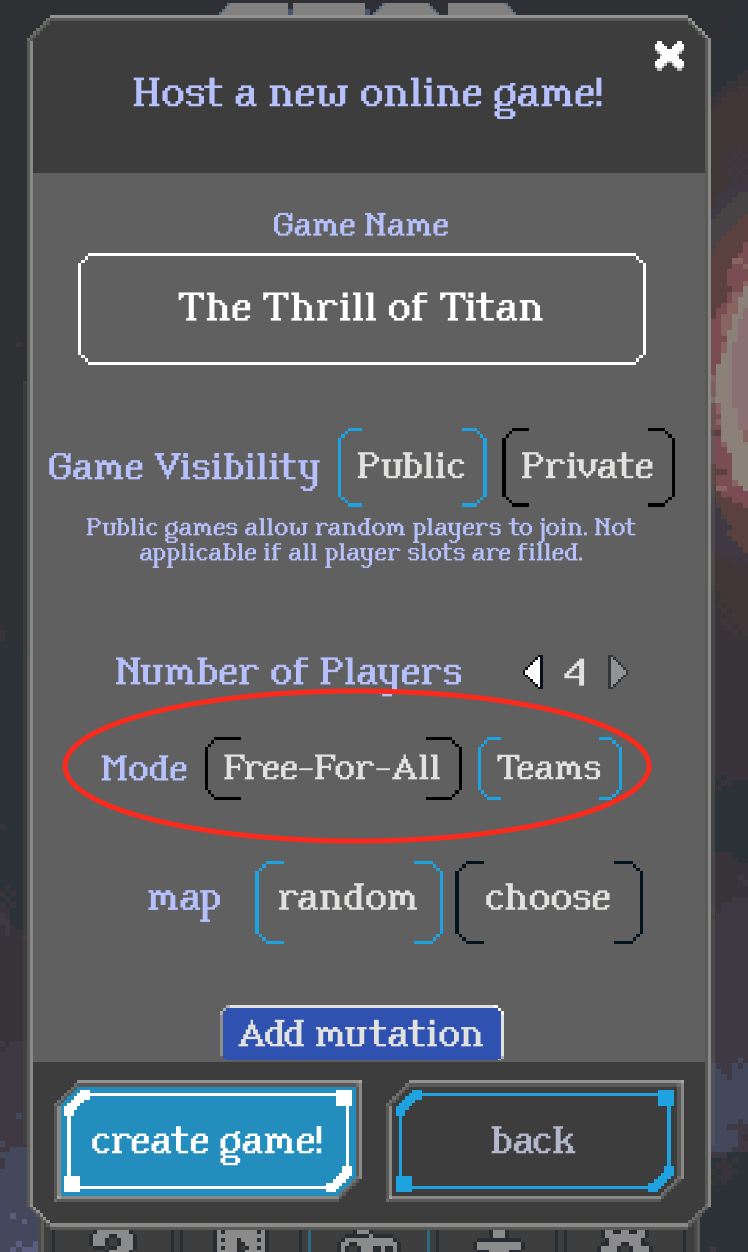 Host a new online game!
Game Name
The Thrill of Titan
Game Visibility Public Private
Public games allow random players to join. Not
applicable if all player slots are filled.
Number of Players 4
Mode Free-For-All Teams
map random choose
Add mutation
create game! back